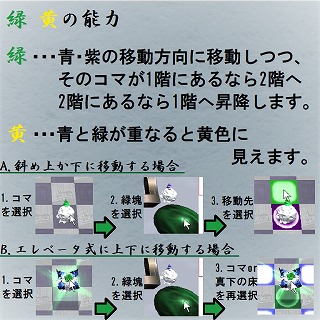 緑 黄の能力
緑・・・青・紫の移動方向に移動しつつ、
そのコマが1階にあるなら2階へ
2階にあるなら1階へ昇降します。
黄・・・青と緑が重なると黄色に
見えます。
A.斜め上か下に移動する場合
1.コマを選択
2.緑塊を選択
3.移動先を選択
B.エレベータ式に上下に移動する場合
1.コマを選択
2.緑塊を選択
3.コマor
真下の床
を再選択